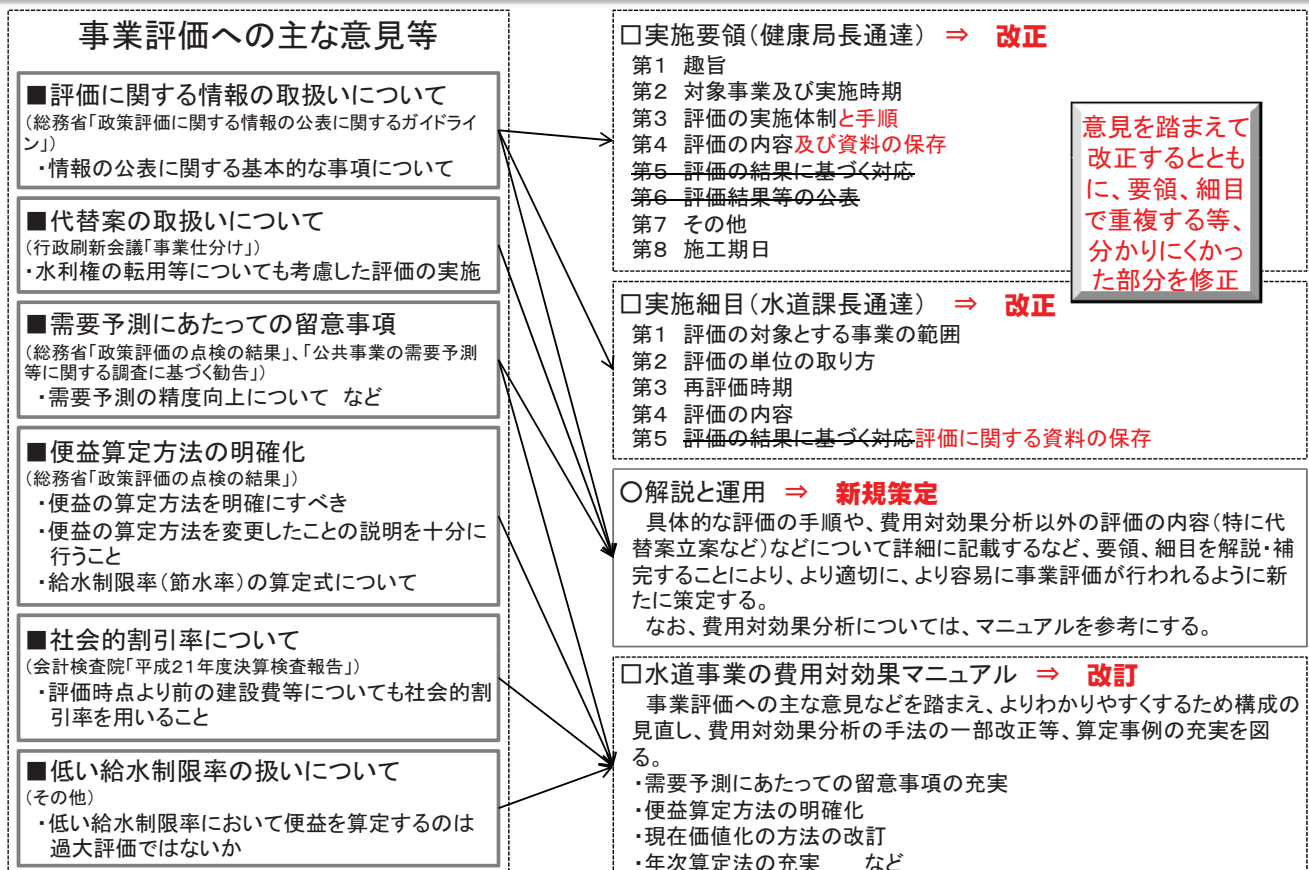 事業評価への主な意見等
■評価に関する情報の取扱いについて
(総務省「政策評価に関する情報の公表に関するガイドライ
ン」)
・情報の公表に関する基本的な事項について
■代替案の取扱いについて
(行政刷新会議「事業仕分け」)
・水利権の転用等についても考慮した評価の実施
■需要予測にあたっての留意事項
(総務省「政策評価の点検の結果」、「公共事業の需要予測
等に関する調査に基づく勧告」)
・需要予測の精度向上について など
■便益算定方法の明確化
(総務省「政策評価の点検の結果」)
・便益の算定方法を明確にすべき
・便益の算定方法を変更したことの説明を十分に
行うこと
・給水制限率(節水率)の算定式について
■社会的割引率について
(会計検査院「平成21年度決算検査報告」)
・評価時点より前の建設費等についても社会的割
引率を用いること
■低い給水制限率の扱いについて
(その他)
・低い給水制限率において便益を算定するのは
過大評価ではないか
□実施要領(健康局長通達) ⇒ 改正
第1 趣旨
第2 対象事業及び実施時期
第3 評価の実施体制と手順
第4 評価の内容及び資料の保存
第5 評価の結果に基づく対応
第6 評価結果等の公表
第7 その他
第8 施工期日
意見を踏まえて
改正するととも
に、要領、細目
で重複する等、
分かりにくかっ
た部分を修正
□実施細目(水道課長通達) ⇒ 改正
第1 評価の対象とする事業の範囲
第2 評価の単位の取り方
第3 再評価時期
第4 評価の内容
第5 評価の結果に基づく対応評価に関する資料の保存
○解説と運用 ⇒ 新規策定
具体的な評価の手順や、費用対効果分析以外の評価の内容(特に代
替案立案など)などについて詳細に記載するなど、要領、細目を解説・補
完することにより、より適切に、より容易に事業評価が行われるように新
たに策定する。
なお、費用対効果分析については、マニュアルを参考にする。
□水道事業の費用対効果マニュアル ⇒ 改訂
事業評価への主な意見などを踏まえ、よりわかりやすくするため構成の
見直し、費用対効果分析の手法の一部改正等、算定事例の充実を図
る。
・需要予測にあたっての留意事項の充実
・便益算定方法の明確化
・現在価値化の方法の改訂
・年次算定法の充実 など